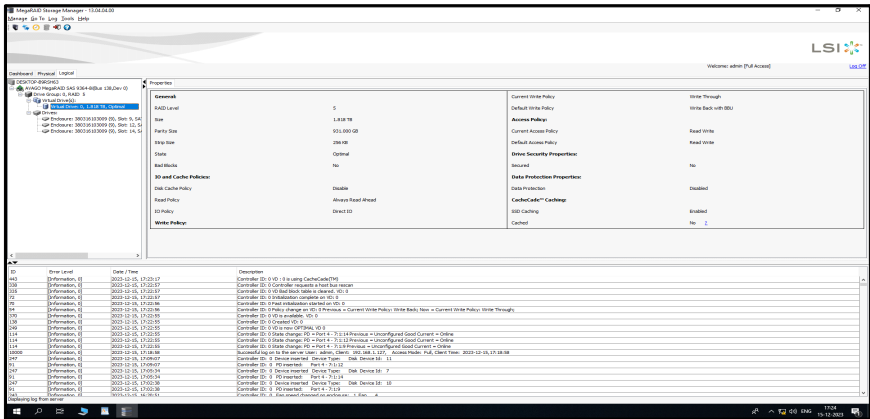 MegaRAID Storage Manager - 13.04.04.00
Manage Go To Log Tools Help
LSI
Welcome: admin [Full Access] Log Off
Dashboard Physical Logical
DESKTOP-B9RSH63
AVAGO MegaRAID SAS 9364-8i(Bus 138,Dev 0)
Drive Group: 0, RAID 5
Virtual Drive(s):
Virtual Drive: 0, 1.818 TB, Optimal
Drives:
Enclosure: 380316103009 (9), Slot: 9, SA
Enclosure: 380316103009 (9), Slot: 12, S
Enclosure: 380316103009 (9), Slot: 14, S
Properties
General:
RAID Level 5
Size 1.818 TB
Parity Size 931.000 GB
Strip Size 256 KB
State Optimal
Bad Blocks No
IO and Cache Policies:
Disk Cache Policy Disable
Read Policy Always Read Ahead
IO Policy Direct IO
Write Policy:
Current Write Policy Write Through
Default Write Policy Write Back with BBU
Access Policy:
Current Access Policy Read Write
Default Access Policy Read Write
Drive Security Properties:
Secured No
Data Protection Properties:
Data Protection Disabled
CacheCade™ Caching:
SSD Caching Enabled
Cached No
ID Error Level Date / Time Description
443 [Information, 0] 2023-12-15, 17:23:17 Controller ID: 0 VD : 0 is using CacheCade(TM)
338 [Information, 0] 2023-12-15, 17:22:57 Controller ID: 0 Controller requests a host bus rescan
335 [Information, 0] 2023-12-15, 17:22:57 Controller ID: 0 VD Bad block table is cleared. VD: 0
72 [Information, 0] 2023-12-15, 17:22:57 Controller ID: 0 Initialization complete on VD: 0
70 [Information, 0] 2023-12-15, 17:22:56 Controller ID: 0 Fast initialization started on VD: 0
54 [Information, 0] 2023-12-15, 17:22:56 Controller ID: 0 Policy change on VD: 0 Previous = Current Write Policy: Write Back; Now = Current Write Policy: Write Through;
370 [Information, 0] 2023-12-15, 17:22:55 Controller ID: 0 VD is available. VD: 0
138 [Information, 0] 2023-12-15, 17:22:55 Controller ID: 0 Created VD: 0
249 [Information, 0] 2023-12-15, 17:22:55 Controller ID: 0 VD is now OPTIMAL VD 0
114 [Information, 0] 2023-12-15, 17:22:55 Controller ID: 0 State change: PD = Port 4 - 7:1:14 Previous = Unconfigured Good Current = Online
114 [Information, 0] 2023-12-15, 17:22:55 Controller ID: 0 State change: PD = Port 4 - 7:1:12 Previous = Unconfigured Good Current = Online
114 [Information, 0] 2023-12-15, 17:22:55 Controller ID: 0 State change: PD = Port 4 - 7:1:9 Previous = Unconfigured Good Current = Online
10000 [Information, 0] 2023-12-15, 17:18:58 Successful log on to the server User: admin, Client: 192.168.1.127, Access Mode: Full, Client Time: 2023-12-15,17:18:58
247 [Information, 0] 2023-12-15, 17:09:07 Controller ID: 0 Device inserted Device Type: Disk Device Id: 11
91 [Information, 0] 2023-12-15, 17:09:07 Controller ID: 0 PD inserted: Port 4 - 7:1:12
247 [Information, 0] 2023-12-15, 17:05:34 Controller ID: 0 Device inserted Device Type: Disk Device Id: 7
91 [Information, 0] 2023-12-15, 17:05:34 Controller ID: 0 PD inserted: Port 4 - 7:1:14
247 [Information, 0] 2023-12-15, 17:02:38 Controller ID: 0 Device inserted Device Type: Disk Device Id: 10
91 [Information, 0] 2023-12-15, 17:02:38 Controller ID: 0 PD inserted: Port 4 - 7:1:9
Displaying log from server
ENG 17:24
15-12-2023